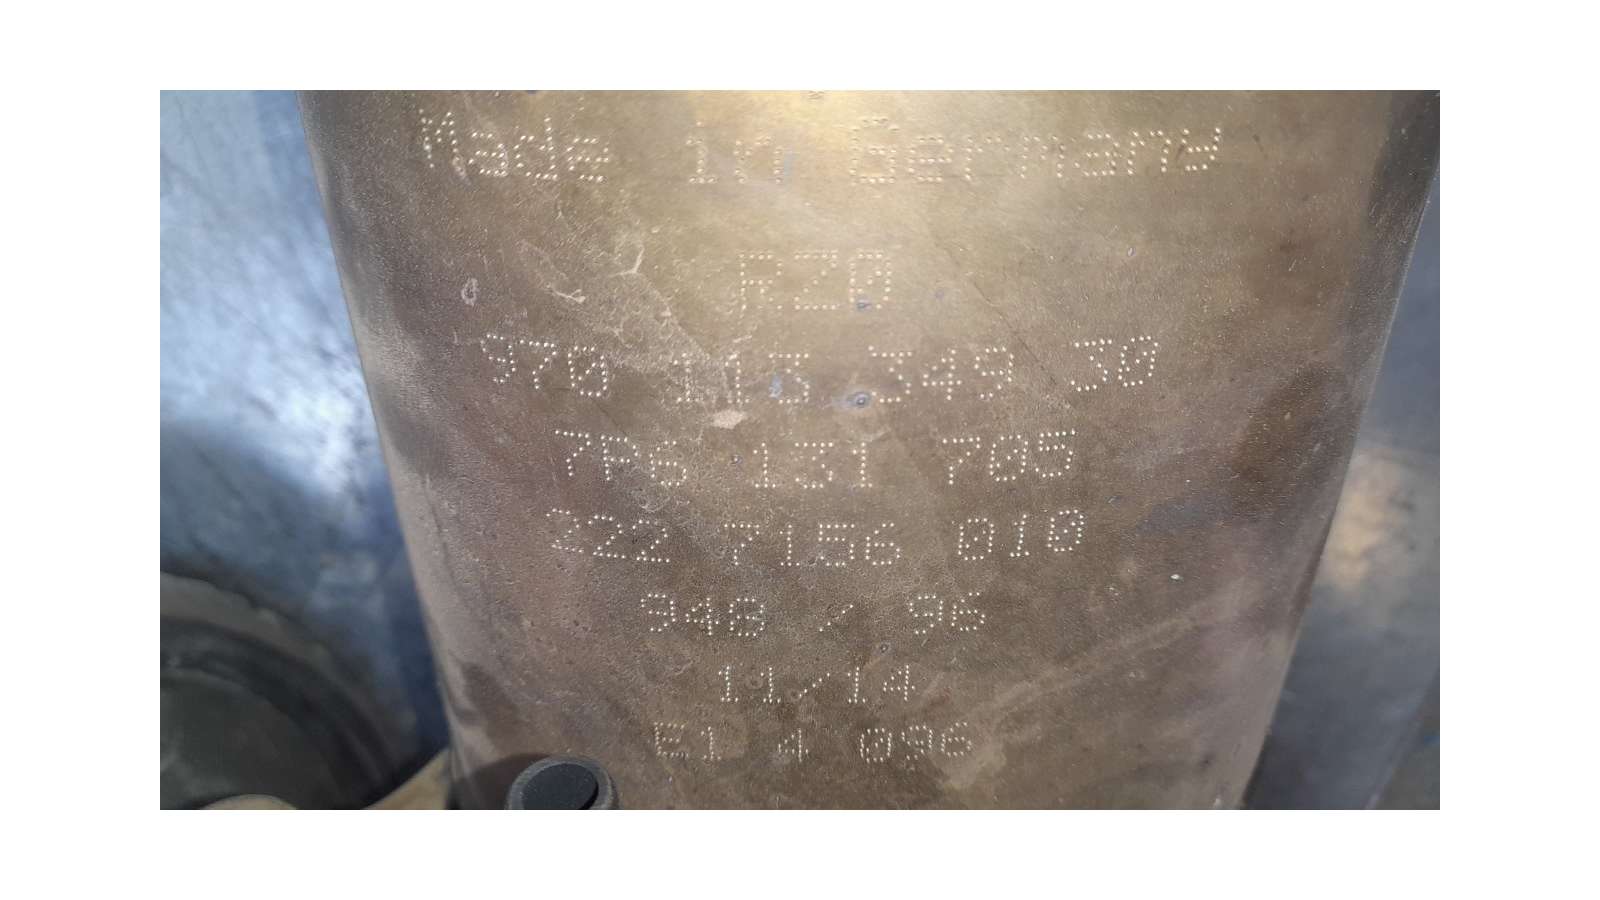 Made in Germany
RZ0
970 113 349 30
7P6 131 705
222 7156 010
948 / 96
11/14
E1 4 096